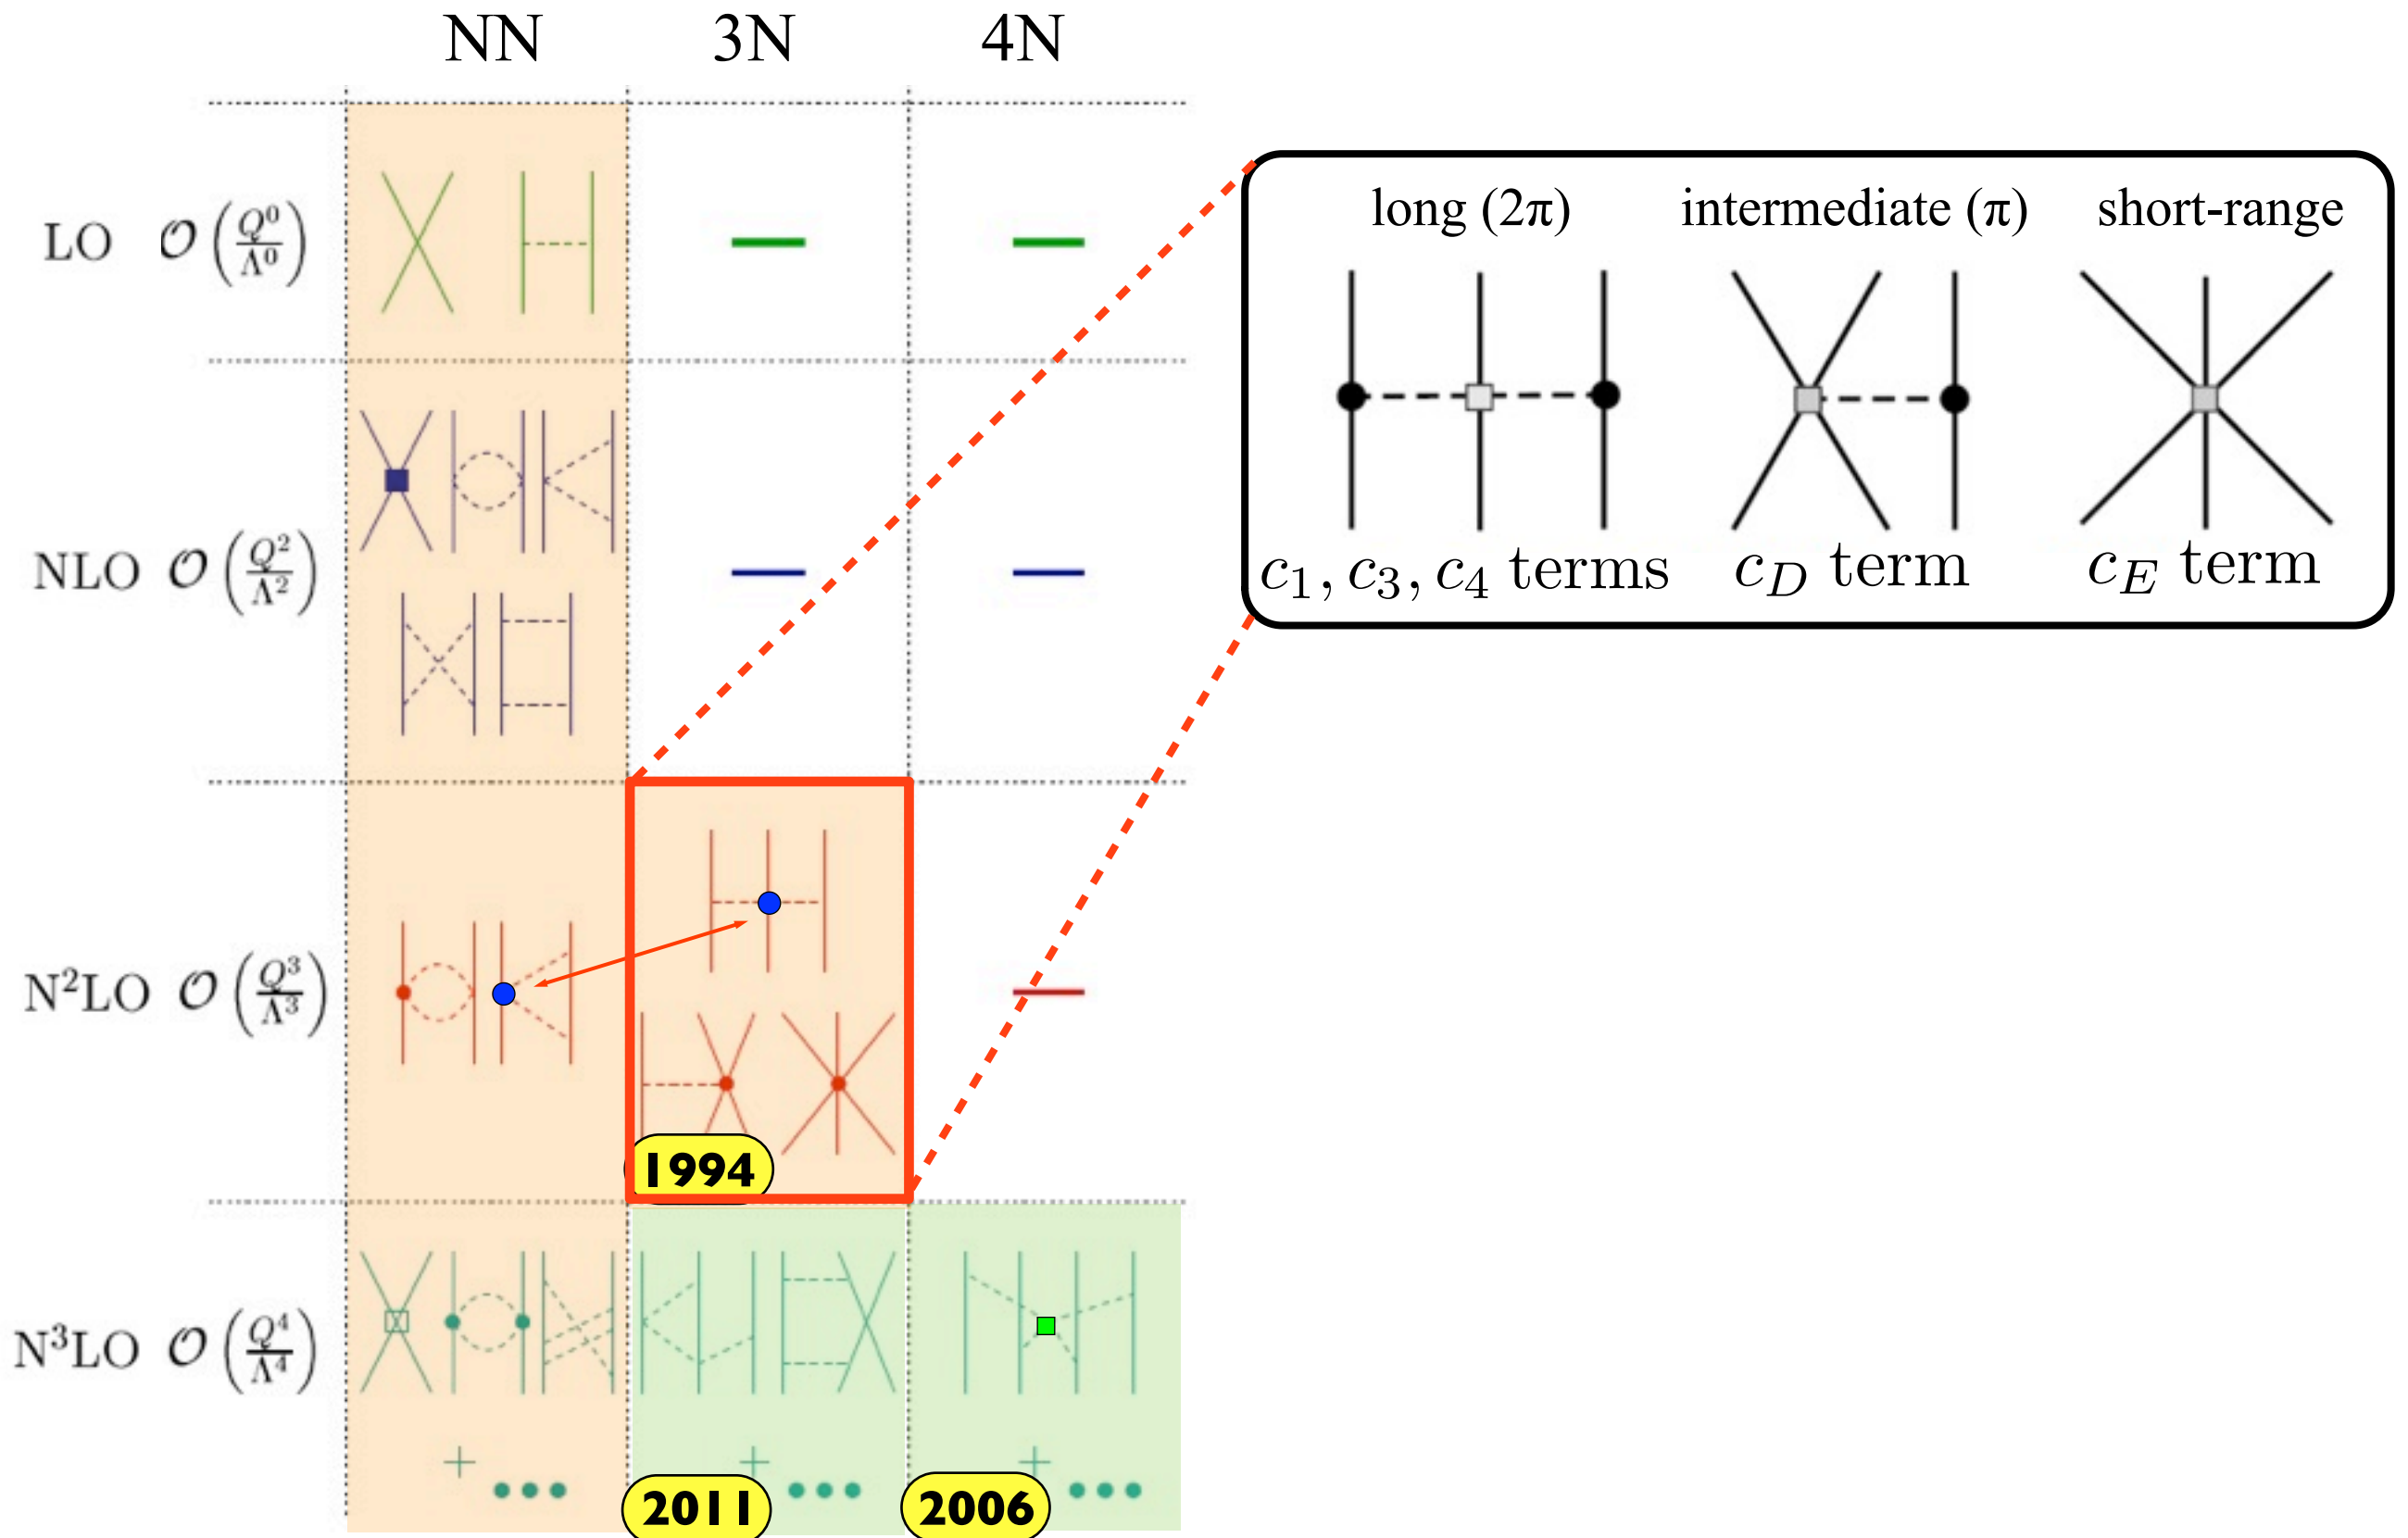 NN 3N 4N
LO 𝒪(Q⁰/Λ⁰)
long (2π) intermediate (π) short-range
c₁, c₃, c₄ terms c_D term c_E term
NLO 𝒪(Q²/Λ²)
N²LO 𝒪(Q³/Λ³)
1994
N³LO 𝒪(Q⁴/Λ⁴)
+ ••• + ••• + •••
2011 2006